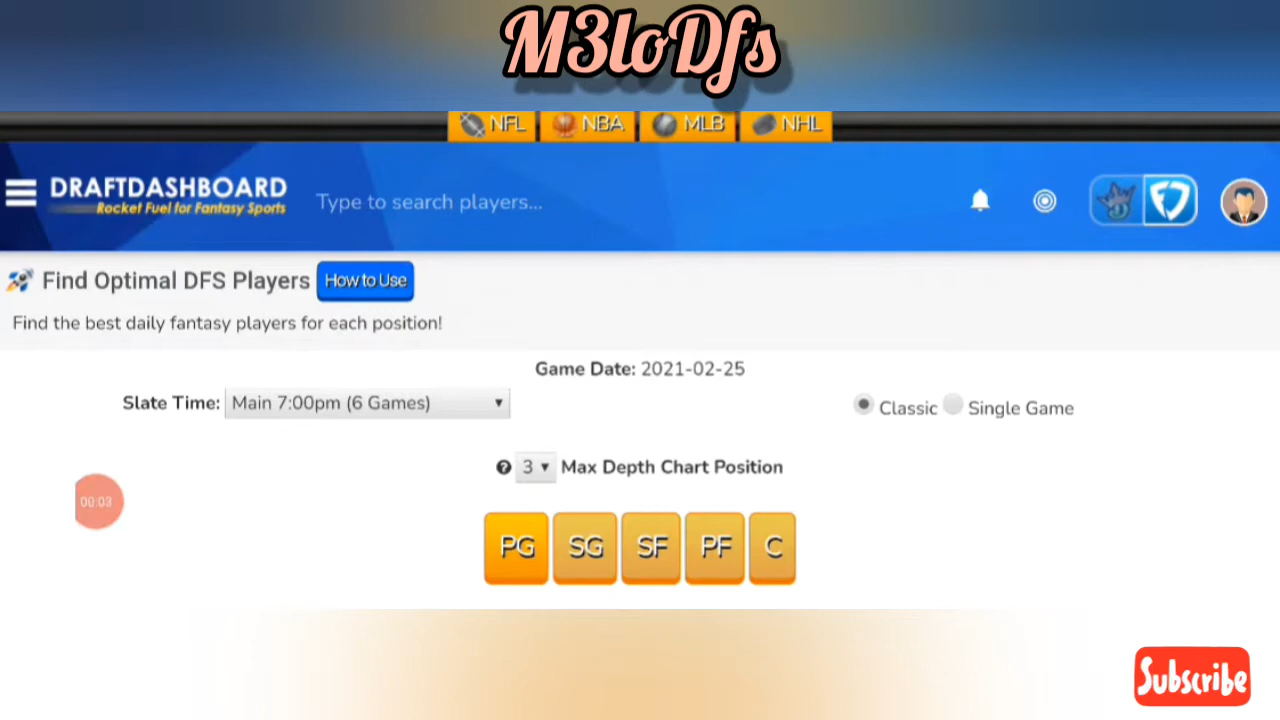 M3loDfs
NFL NBA MLB NHL
DRAFTDASHBOARD
Rocket Fuel for Fantasy Sports
Type to search players...
Find Optimal DFS Players How to Use
Find the best daily fantasy players for each position!
Game Date: 2021-02-25
Slate Time: Main 7:00pm (6 Games) Classic Single Game
3 Max Depth Chart Position
00:03
PG SG SF PF C
Subscribe